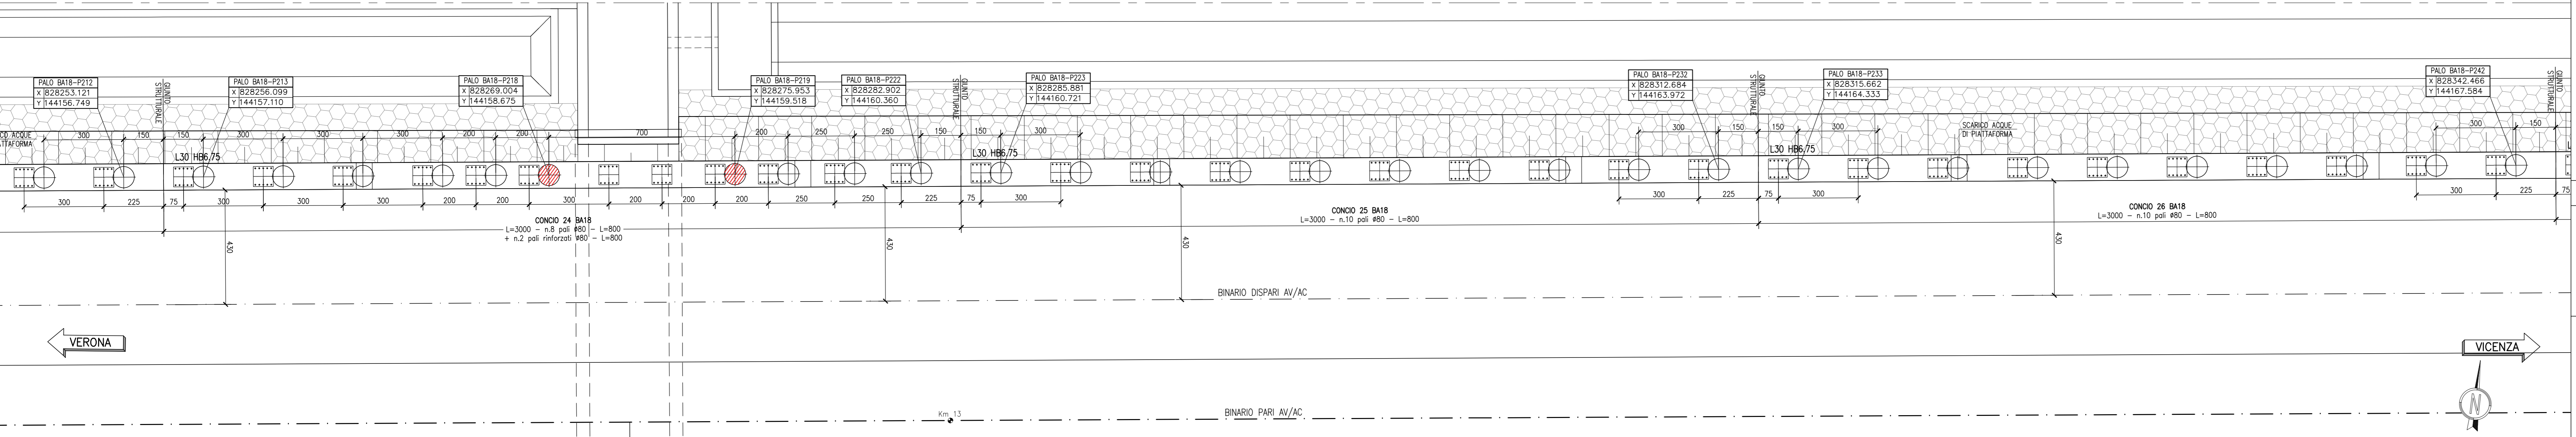 PALO BA18-P212
X 828253.121
Y 144156.749
GIUNTO
STRUTTURALE
PALO BA18-P213
X 828256.099
Y 144157.110
PALO BA18-P218
X 828269.004
Y 144158.675
PALO BA18-P219
X 828275.953
Y 144159.518
PALO BA18-P222
X 828282.902
Y 144160.360
GIUNTO
STRUTTURALE
PALO BA18-P223
X 828285.881
Y 144160.721
PALO BA18-P232
X 828312.684
Y 144163.972
GIUNTO
STRUTTURALE
PALO BA18-P233
X 828315.662
Y 144164.333
PALO BA18-P242
X 828342.466
Y 144167.584
GIUNTO
STRUTTURALE
CO ACQUE
ATTAFORMA
300 150 150 300 300 300 200 200 700 200 250 250 150 150 300 300 150 150 300
SCARICO ACQUE
DI PIATTAFORMA
300 150
L30 HB6,75
L30 HB6,75
L30 HB6,75
L
300 225 75 300 300 300 200 200 300 200 200 200 250 250 225 75 300 300 225 75 300 300 225 75
CONCIO 24 BA18
L=3000 - n.8 pali ø80 - L=800
+ n.2 pali rinforzati ø80 - L=800
CONCIO 25 BA18
L=3000 - n.10 pali ø80 - L=800
CONCIO 26 BA18
L=3000 - n.10 pali ø80 - L=800
430
430
430
430
BINARIO DISPARI AV/AC
VERONA
VICENZA
Km 13
BINARIO PARI AV/AC
N